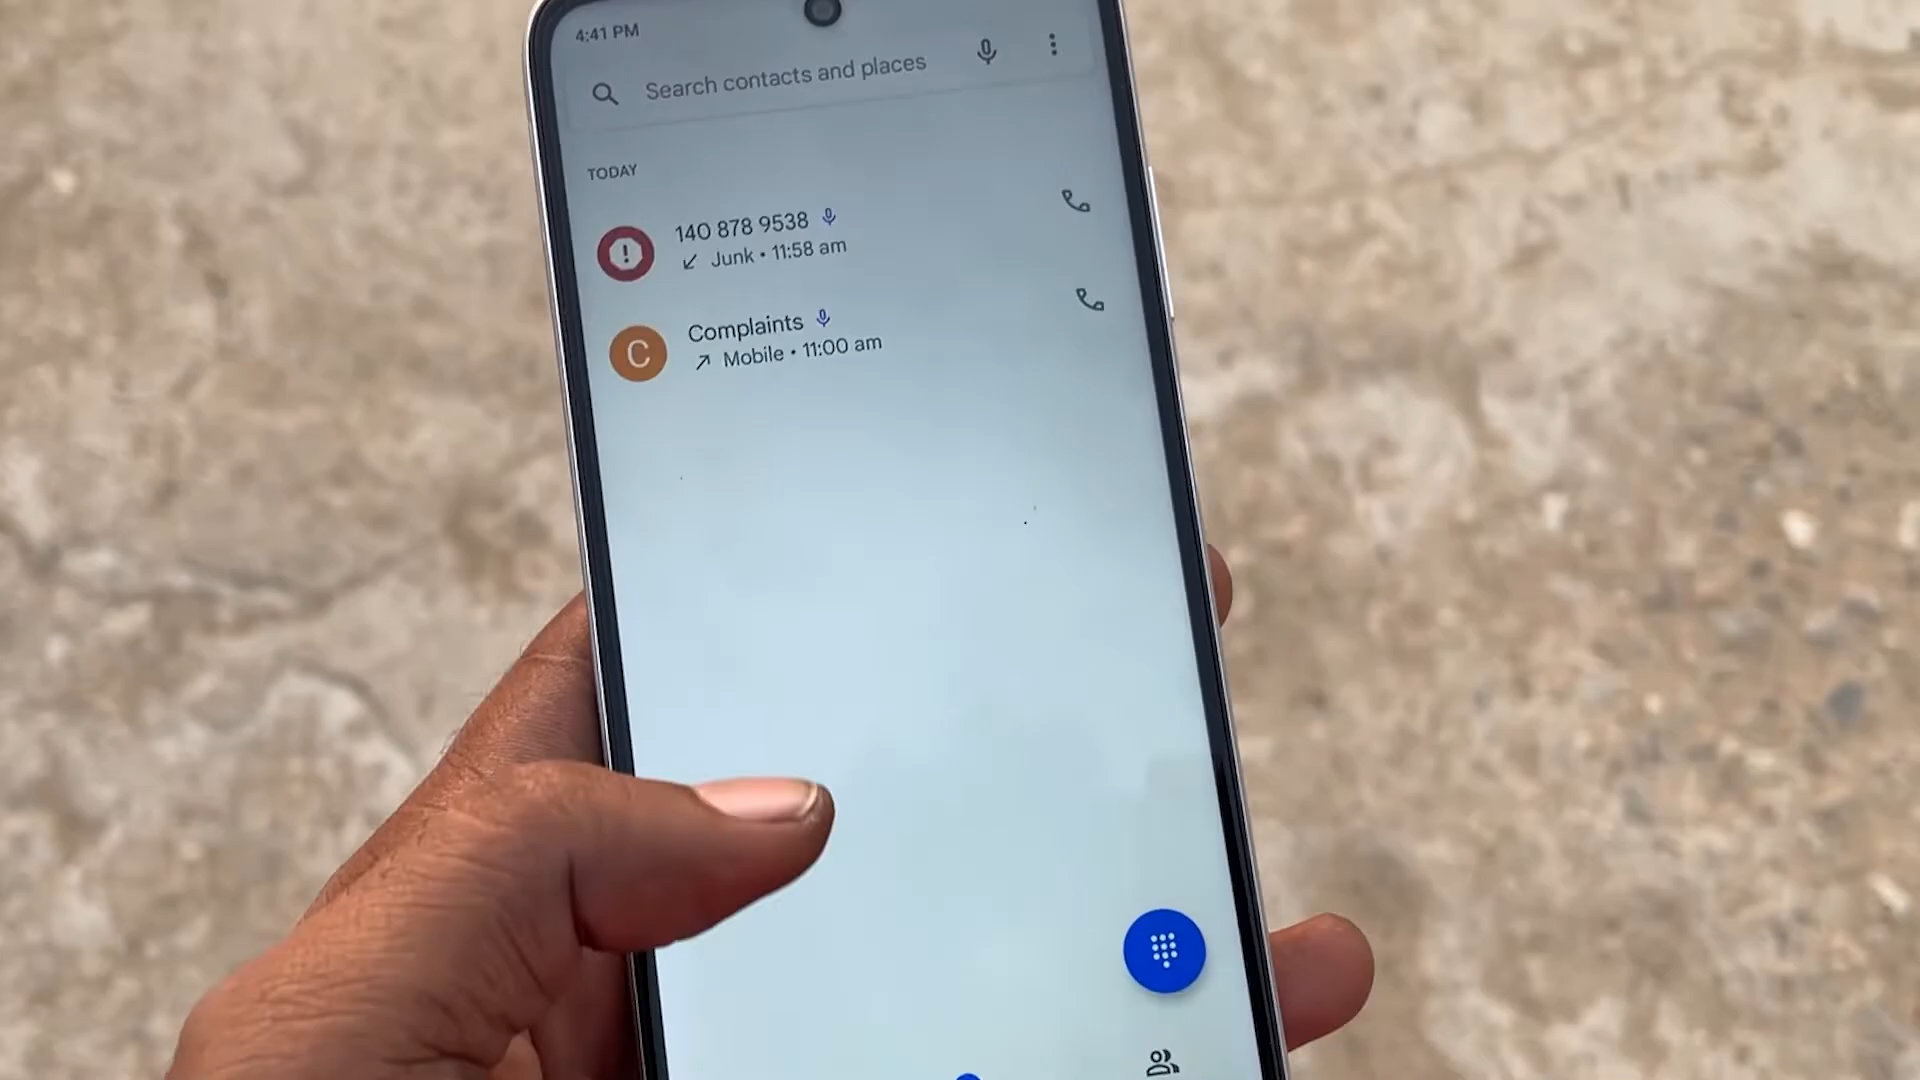 4:41 PM
Search contacts and places
TODAY
140 878 9538
Junk • 11:58 am
C
Complaints
Mobile • 11:00 am